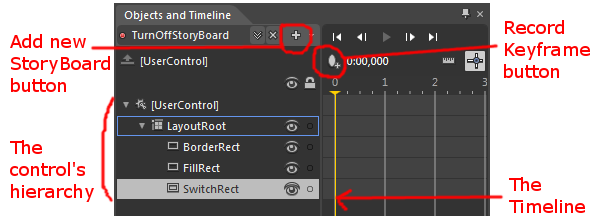 Objects and Timeline
Add new
StoryBoard
button
TurnOffStoryBoard
Record
Keyframe
button
[UserControl]
0:00,000
0 1 2 3
[UserControl]
LayoutRoot
BorderRect
FillRect
SwitchRect
The
control's
hierarchy
The
Timeline